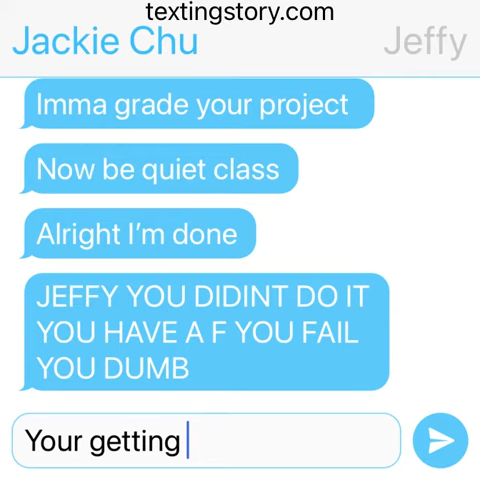 textingstory.com
Jackie Chu
Jeffy
Imma grade your project
Now be quiet class
Alright I'm done
JEFFY YOU DIDINT DO IT
YOU HAVE A F YOU FAIL
YOU DUMB
Your getting